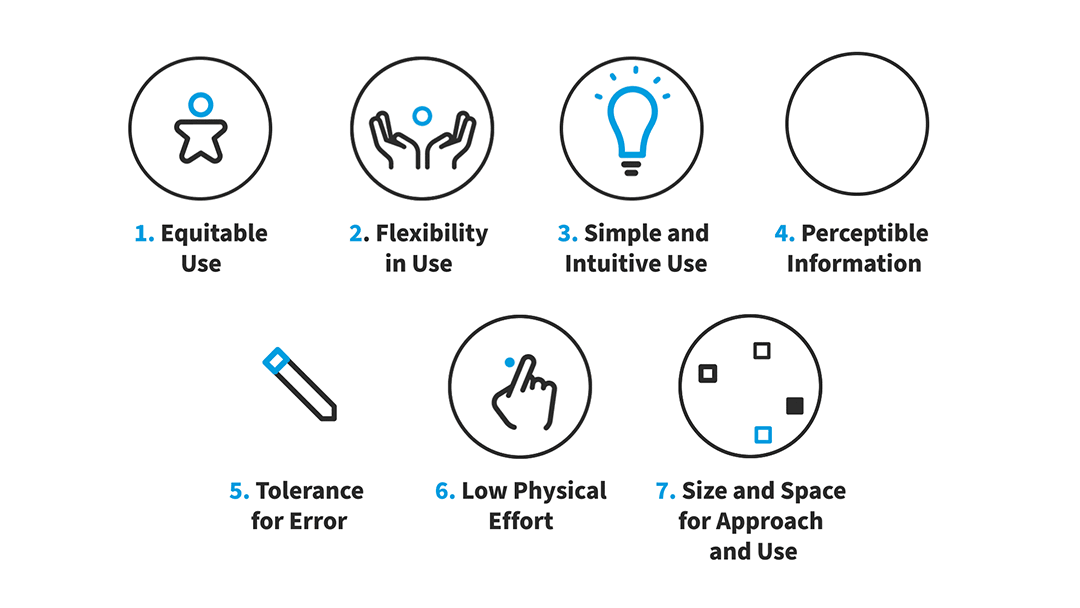 1. Equitable
Use
2. Flexibility
in Use
3. Simple and
Intuitive Use
4. Perceptible
Information
5. Tolerance
for Error
6. Low Physical
Effort
7. Size and Space
for Approach
and Use